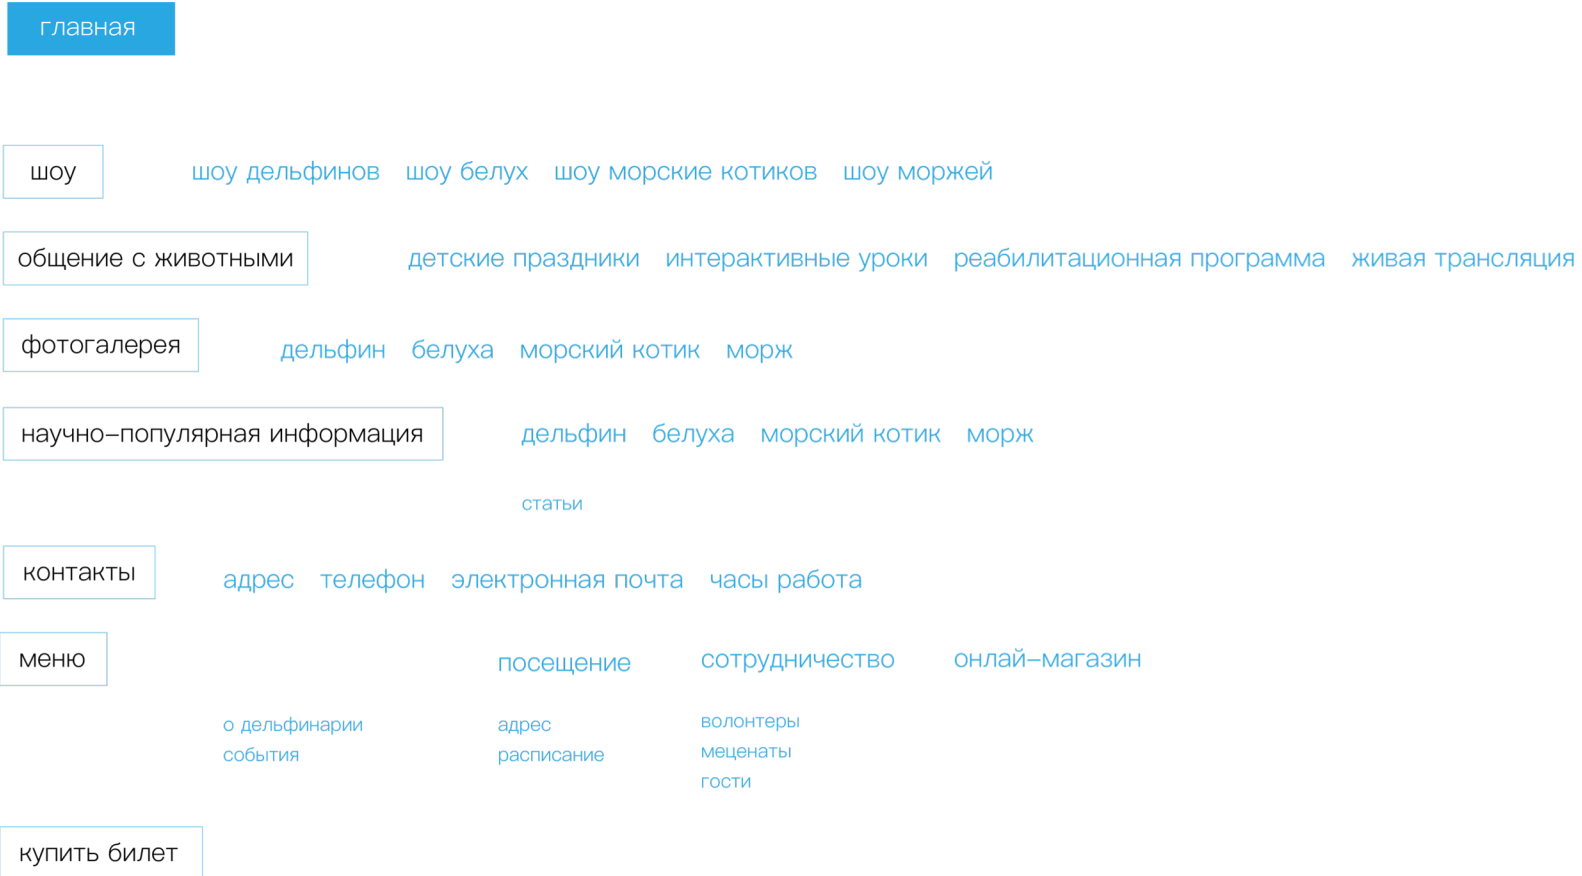 главная
шоу шоу дельфинов шоу белух шоу морские котиков шоу моржей
общение с животными детские праздники интерактивные уроки реабилитационная программа живая трансляция
фотогалерея дельфин белуха морский котик морж
научно-популярная информация дельфин белуха морский котик морж
статьи
контакты адрес телефон электронная почта часы работа
меню посещение сотрудничество онлай-магазин
о дельфинарии адрес волонтеры
события расписание меценаты
гости
купить билет